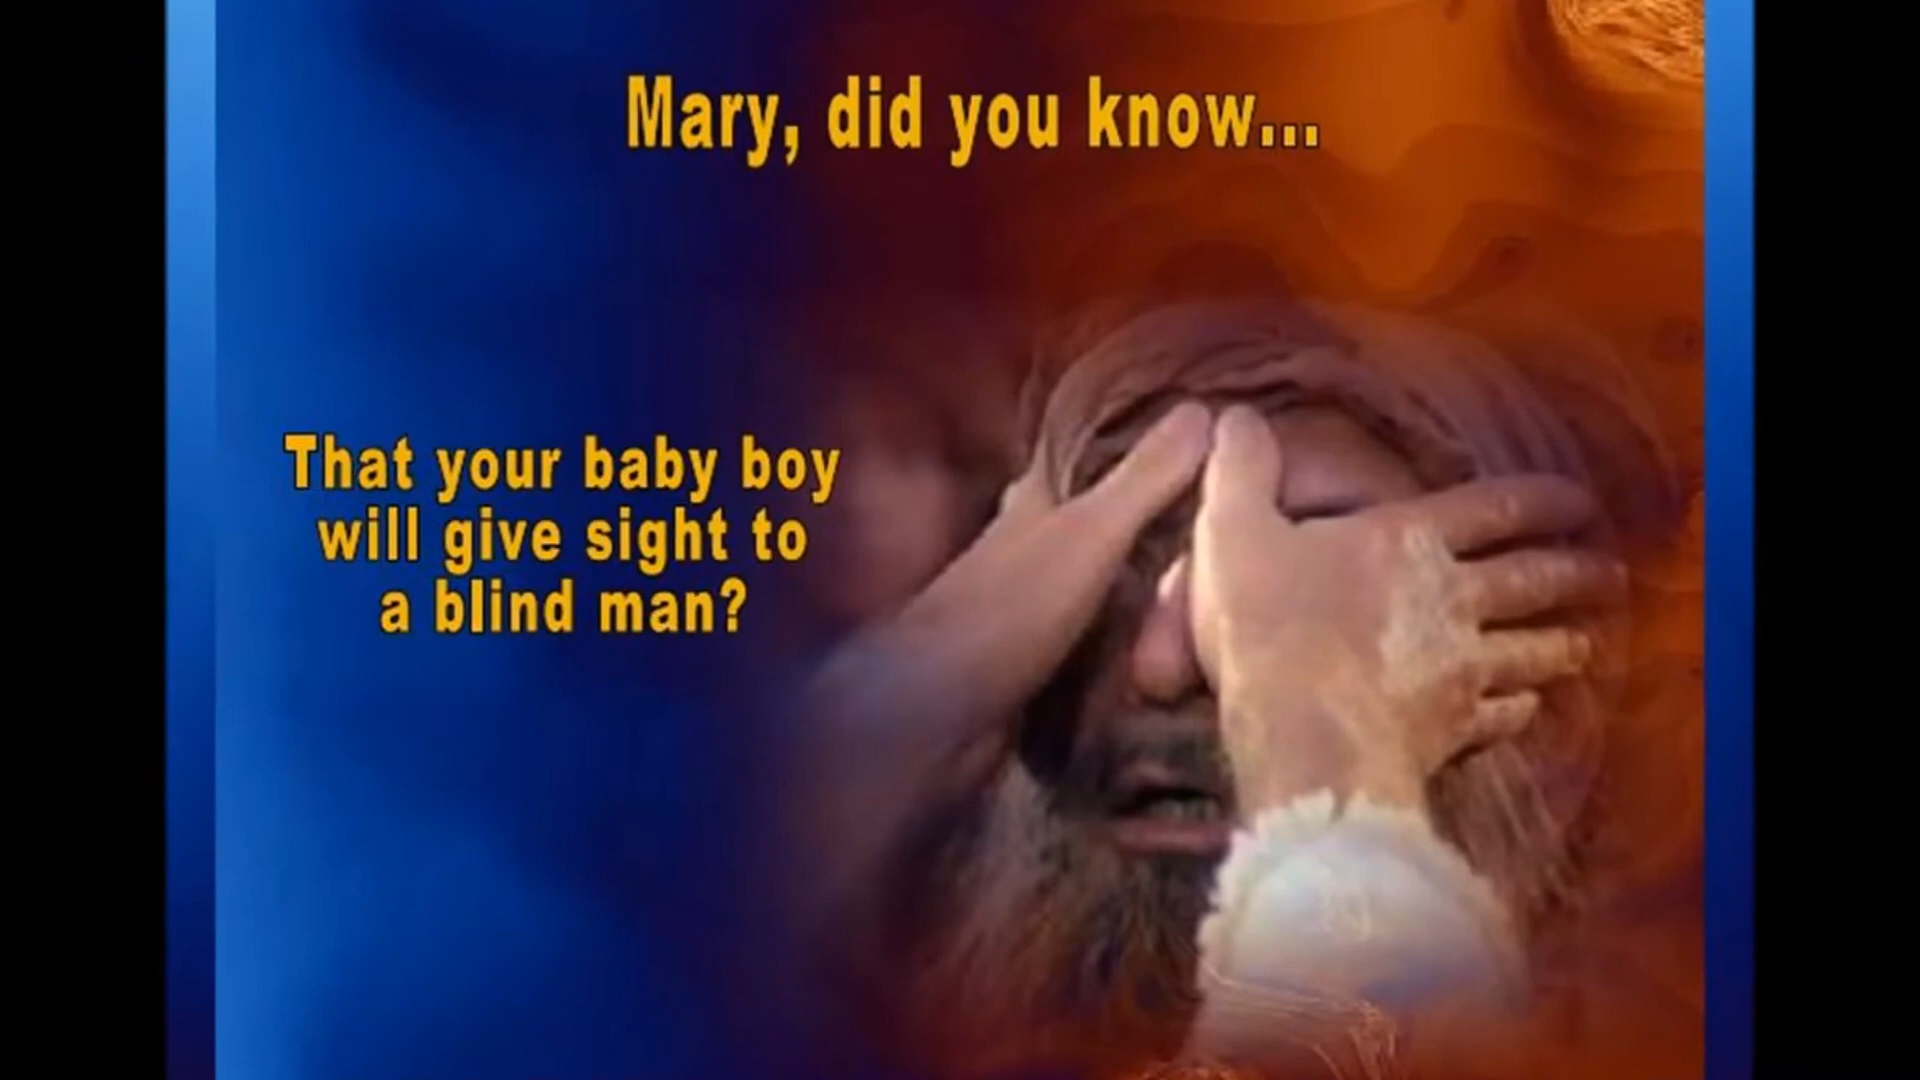 Mary, did you know...
That your baby boy
will give sight to
a blind man?